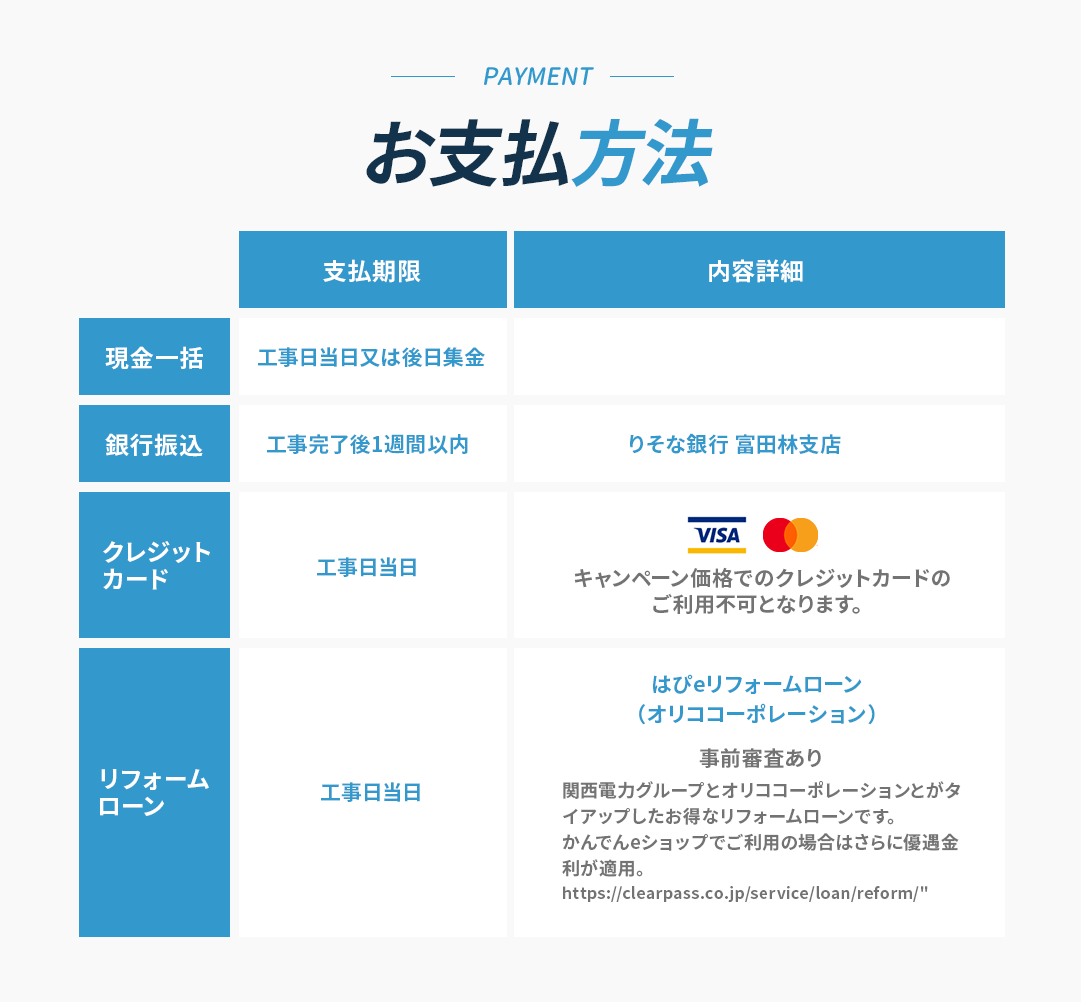 PAYMENT
お支払方法
支払期限
内容詳細
現金一括
工事日当日又は後日集金
銀行振込
工事完了後1週間以内
りそな銀行 富田林支店
クレジット
カード
工事日当日
VISA
キャンペーン価格でのクレジットカードの
ご利用不可となります。
リフォーム
ローン
工事日当日
はぴeリフォームローン
（オリココーポレーション）
事前審査あり
関西電力グループとオリココーポレーションとがタ
イアップしたお得なリフォームローンです。
かんでんeショップでご利用の場合はさらに優遇金
利が適用。
https://clearpass.co.jp/service/loan/reform/"